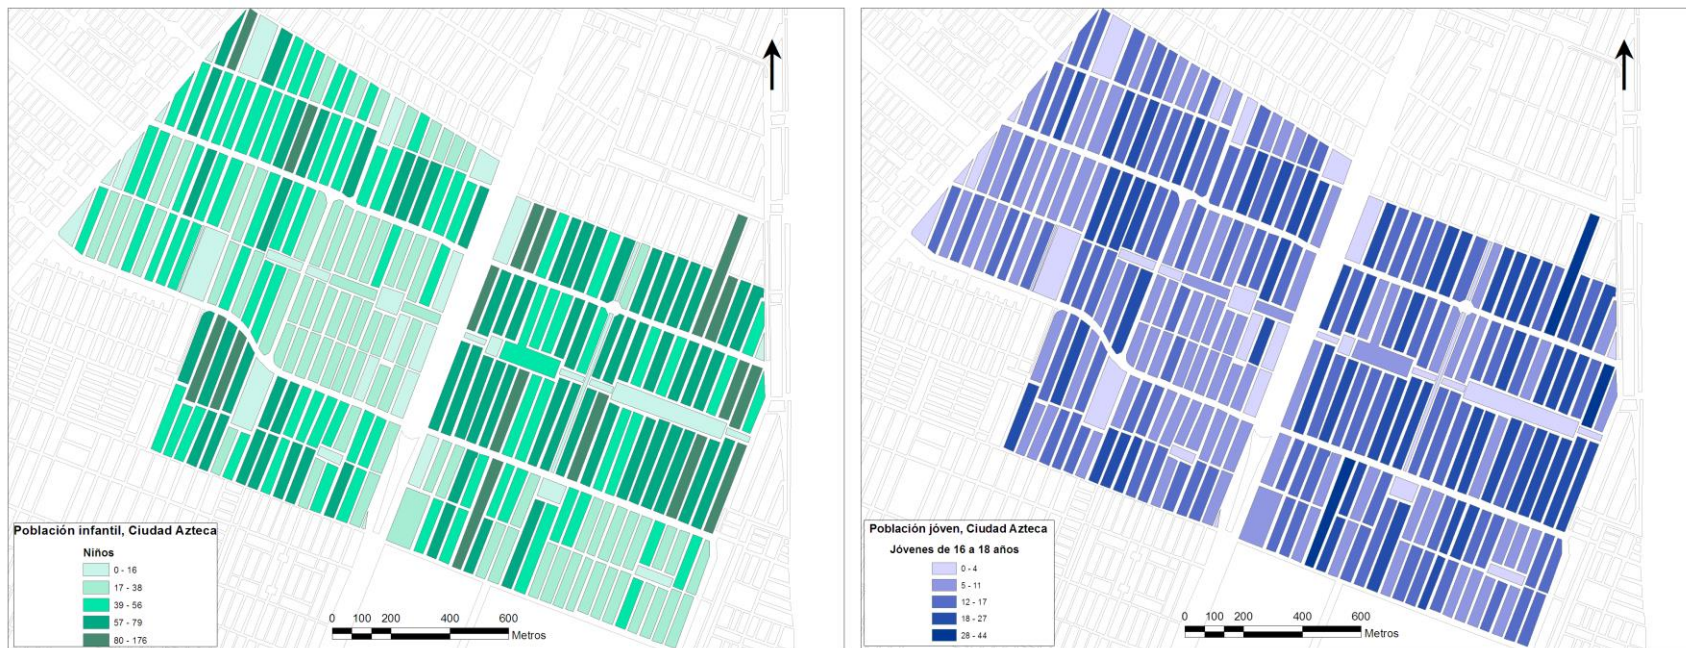 Población infantil, Ciudad Azteca
Niños
0 - 16
17 - 38
39 - 56
57 - 79
80 - 176
0 100 200 400 600
Metros
Población jóven, Ciudad Azteca
Jóvenes de 16 a 18 años
0 - 4
5 - 11
12 - 17
18 - 27
28 - 44
0 100 200 400 600
Metros